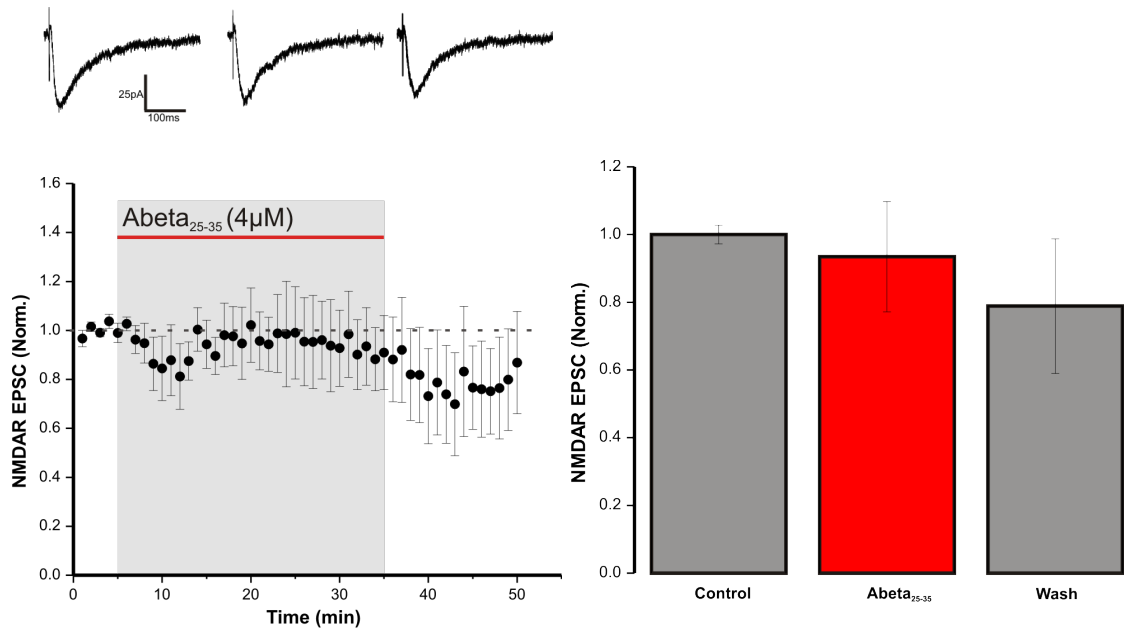 25pA
100ms
1.6
1.4
1.2
1.0
0.8
0.6
0.4
0.2
0.0
NMDAR EPSC (Norm.)
Abeta25-35 (4µM)
0 10 20 30 40 50
Time (min)
1.2
1.0
0.8
0.6
0.4
0.2
0.0
NMDAR EPSC (Norm.)
Control Abeta25-35 Wash